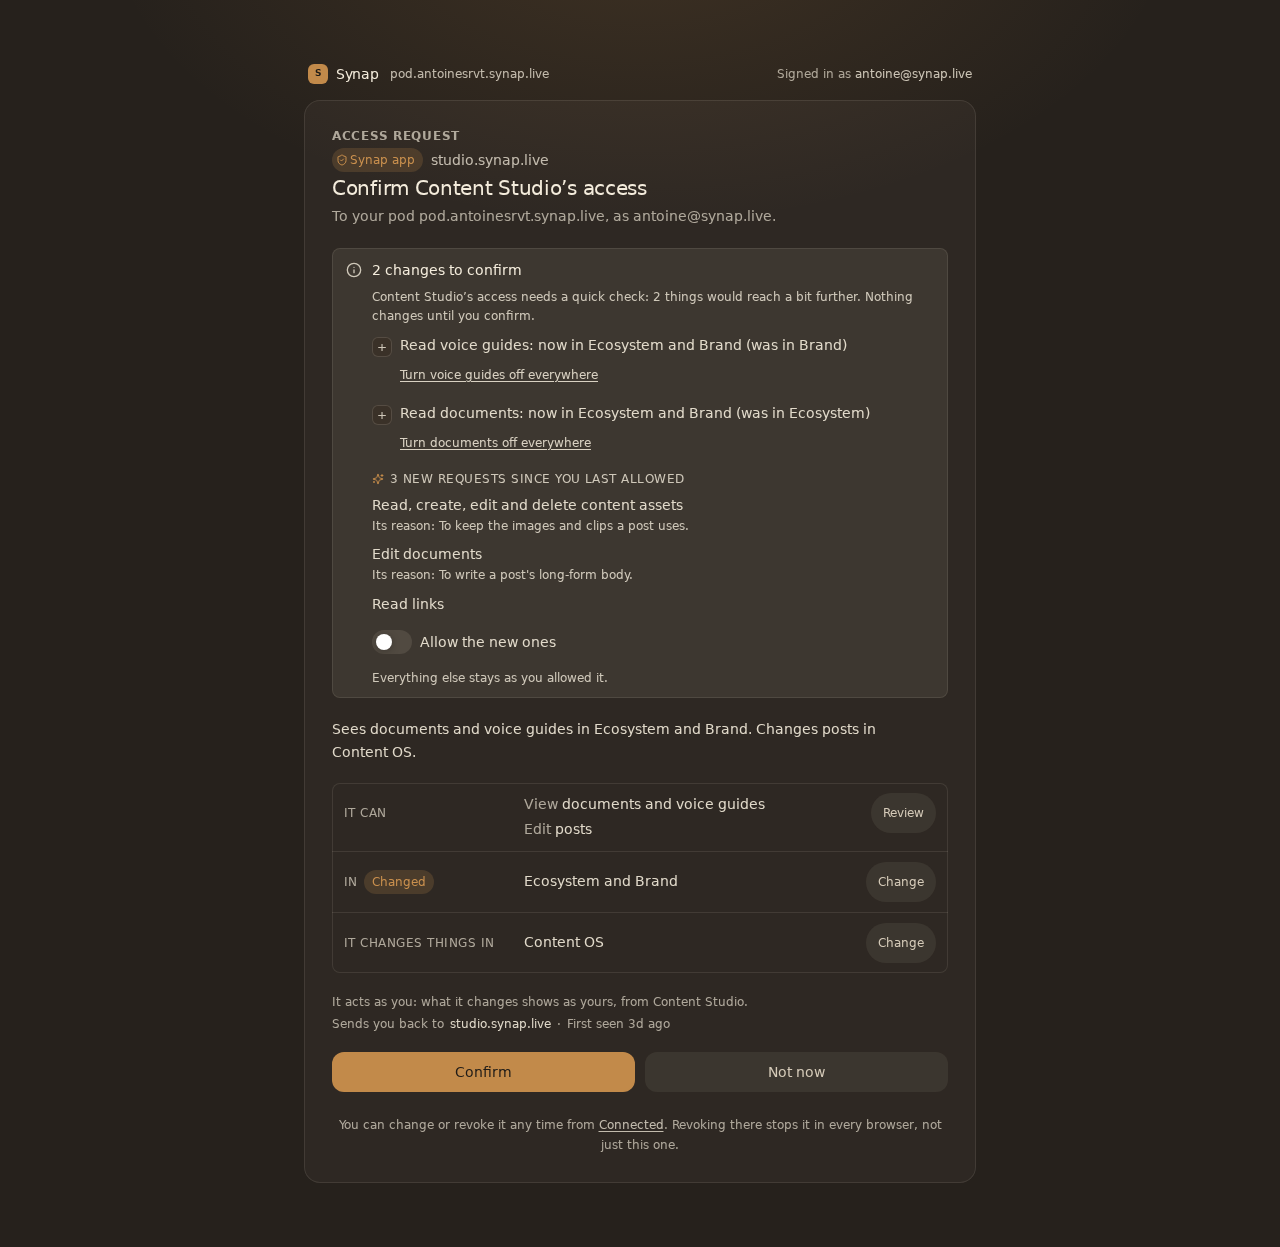 S Synap pod.antoinesrvt.synap.live Signed in as antoine@synap.live
ACCESS REQUEST
Synap app studio.synap.live
Confirm Content Studio’s access
To your pod pod.antoinesrvt.synap.live, as antoine@synap.live.
2 changes to confirm
Content Studio’s access needs a quick check: 2 things would reach a bit further. Nothing
changes until you confirm.
+ Read voice guides: now in Ecosystem and Brand (was in Brand)
Turn voice guides off everywhere
+ Read documents: now in Ecosystem and Brand (was in Ecosystem)
Turn documents off everywhere
3 NEW REQUESTS SINCE YOU LAST ALLOWED
Read, create, edit and delete content assets
Its reason: To keep the images and clips a post uses.
Edit documents
Its reason: To write a post's long-form body.
Read links
Allow the new ones
Everything else stays as you allowed it.
Sees documents and voice guides in Ecosystem and Brand. Changes posts in
Content OS.
IT CAN View documents and voice guides Review
Edit posts
IN Changed Ecosystem and Brand Change
IT CHANGES THINGS IN Content OS Change
It acts as you: what it changes shows as yours, from Content Studio.
Sends you back to studio.synap.live · First seen 3d ago
Confirm Not now
You can change or revoke it any time from Connected. Revoking there stops it in every browser, not
just this one.